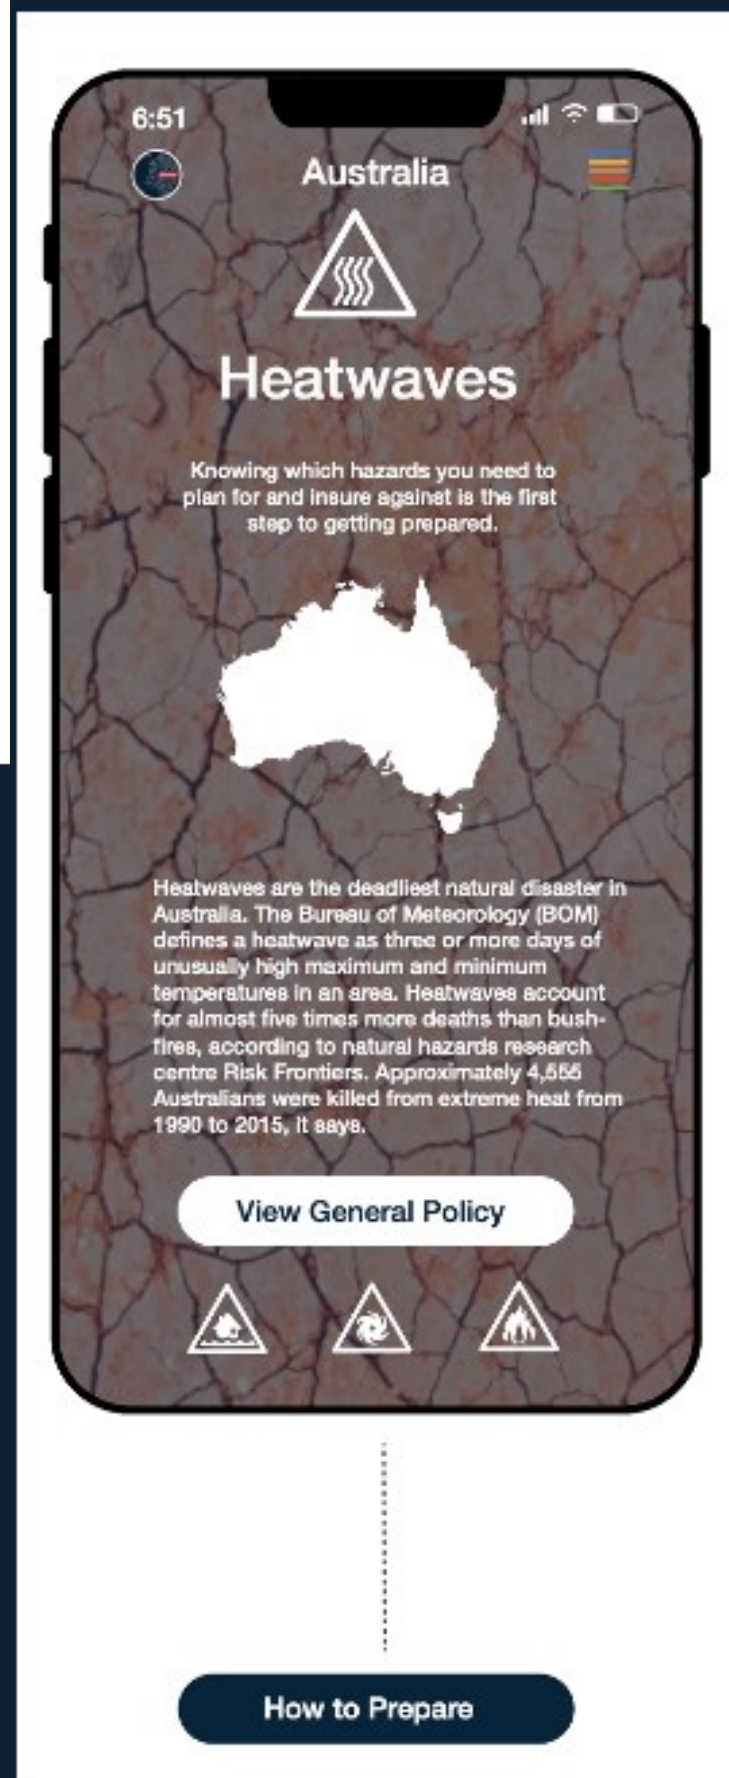 6:51
Australia
Heatwaves
Knowing which hazards you need to
plan for and insure against is the first
step to getting prepared.
Heatwaves are the deadliest natural disaster in
Australia. The Bureau of Meteorology (BOM)
defines a heatwave as three or more days of
unusually high maximum and minimum
temperatures in an area. Heatwaves account
for almost five times more deaths than bush-
fires, according to natural hazards research
centre Risk Frontiers. Approximately 4,555
Australians were killed from extreme heat from
1990 to 2015, it says.
View General Policy
How to Prepare